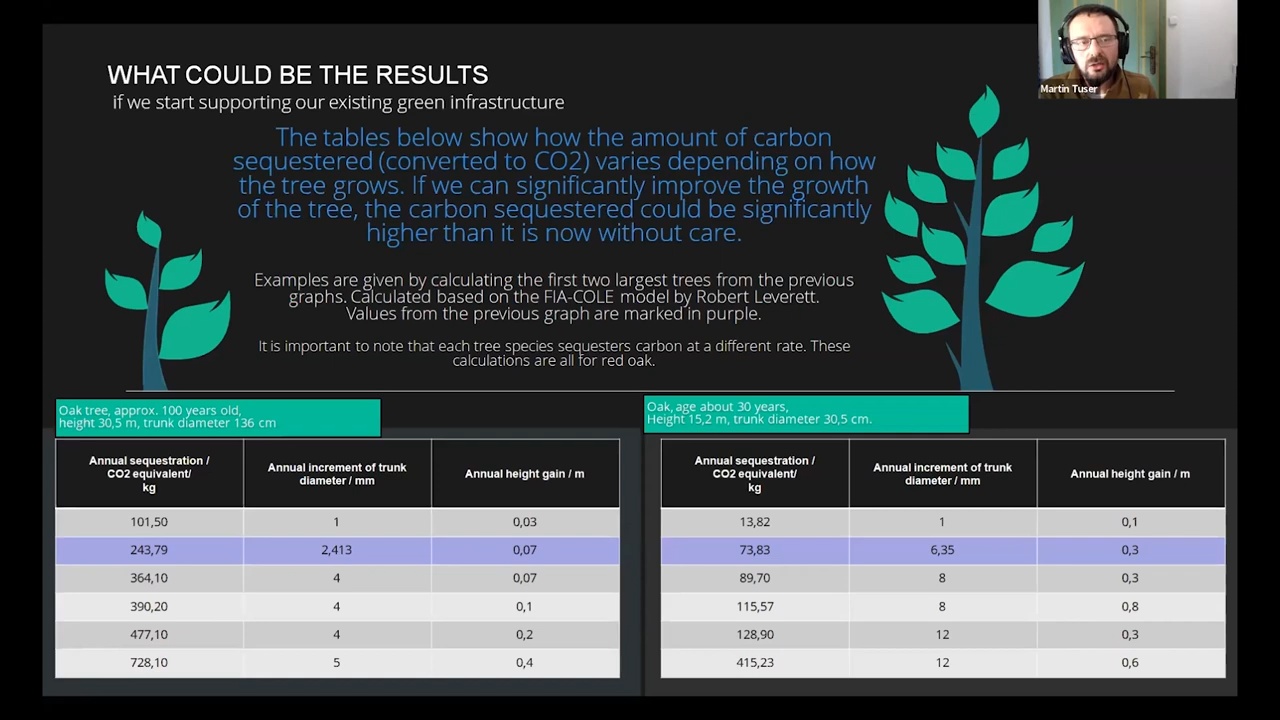 WHAT COULD BE THE RESULTS
if we start supporting our existing green infrastructure
Martin Tuser
The tables below show how the amount of carbon
sequestered (converted to CO2) varies depending on how
the tree grows. If we can significantly improve the growth
of the tree, the carbon sequestered could be significantly
higher than it is now without care.
Examples are given by calculating the first two largest trees from the previous
graphs. Calculated based on the FIA-COLE model by Robert Leverett.
Values from the previous graph are marked in purple.
It is important to note that each tree species sequesters carbon at a different rate. These
calculations are all for red oak.
Oak tree, approx. 100 years old,
height 30,5 m, trunk diameter 136 cm
Annual sequestration /
CO2 equivalent/
kg
Annual increment of trunk
diameter / mm
Annual height gain / m
101,50 1 0,03
243,79 2,413 0,07
364,10 4 0,07
390,20 4 0,1
477,10 4 0,2
728,10 5 0,4
Oak, age about 30 years,
Height 15,2 m, trunk diameter 30,5 cm.
Annual sequestration /
CO2 equivalent/
kg
Annual increment of trunk
diameter / mm
Annual height gain / m
13,82 1 0,1
73,83 6,35 0,3
89,70 8 0,3
115,57 8 0,8
128,90 12 0,3
415,23 12 0,6